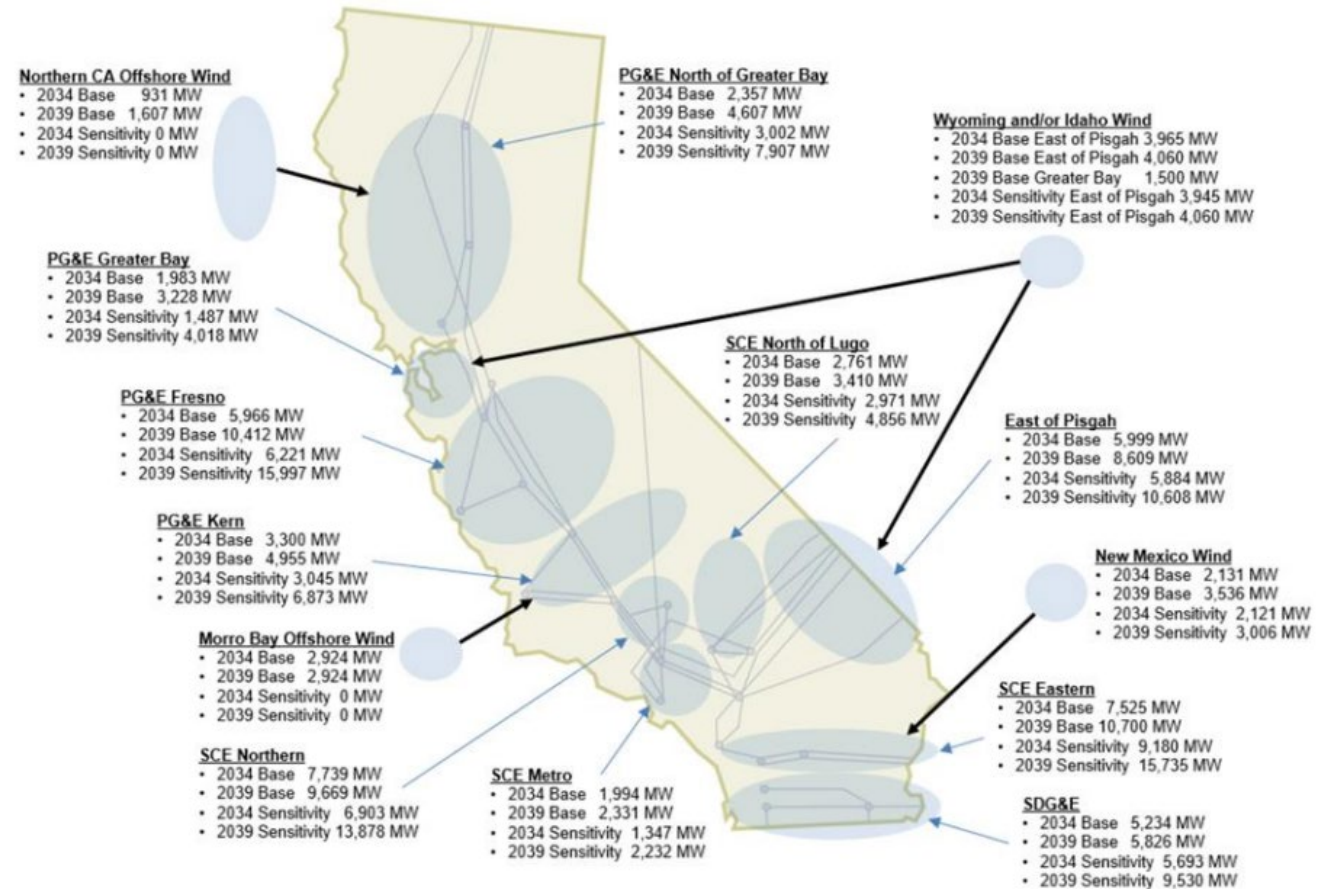 Northern CA Offshore Wind
• 2034 Base 931 MW
• 2039 Base 1,607 MW
• 2034 Sensitivity 0 MW
• 2039 Sensitivity 0 MW
PG&E North of Greater Bay
• 2034 Base 2,357 MW
• 2039 Base 4,607 MW
• 2034 Sensitivity 3,002 MW
• 2039 Sensitivity 7,907 MW
Wyoming and/or Idaho Wind
• 2034 Base East of Pisgah 3,965 MW
• 2039 Base East of Pisgah 4,060 MW
• 2039 Base Greater Bay 1,500 MW
• 2034 Sensitivity East of Pisgah 3,945 MW
• 2039 Sensitivity East of Pisgah 4,060 MW
PG&E Greater Bay
• 2034 Base 1,983 MW
• 2039 Base 3,228 MW
• 2034 Sensitivity 1,487 MW
• 2039 Sensitivity 4,018 MW
SCE North of Lugo
• 2034 Base 2,761 MW
• 2039 Base 3,410 MW
• 2034 Sensitivity 2,971 MW
• 2039 Sensitivity 4,856 MW
PG&E Fresno
• 2034 Base 5,966 MW
• 2039 Base 10,412 MW
• 2034 Sensitivity 6,221 MW
• 2039 Sensitivity 15,997 MW
East of Pisgah
• 2034 Base 5,999 MW
• 2039 Base 8,609 MW
• 2034 Sensitivity 5,884 MW
• 2039 Sensitivity 10,608 MW
PG&E Kern
• 2034 Base 3,300 MW
• 2039 Base 4,955 MW
• 2034 Sensitivity 3,045 MW
• 2039 Sensitivity 6,873 MW
New Mexico Wind
• 2034 Base 2,131 MW
• 2039 Base 3,536 MW
• 2034 Sensitivity 2,121 MW
• 2039 Sensitivity 3,006 MW
Morro Bay Offshore Wind
• 2034 Base 2,924 MW
• 2039 Base 2,924 MW
• 2034 Sensitivity 0 MW
• 2039 Sensitivity 0 MW
SCE Eastern
• 2034 Base 7,525 MW
• 2039 Base 10,700 MW
• 2034 Sensitivity 9,180 MW
• 2039 Sensitivity 15,735 MW
SCE Northern
• 2034 Base 7,739 MW
• 2039 Base 9,669 MW
• 2034 Sensitivity 6,903 MW
• 2039 Sensitivity 13,878 MW
SCE Metro
• 2034 Base 1,994 MW
• 2039 Base 2,331 MW
• 2034 Sensitivity 1,347 MW
• 2039 Sensitivity 2,232 MW
SDG&E
• 2034 Base 5,234 MW
• 2039 Base 5,826 MW
• 2034 Sensitivity 5,693 MW
• 2039 Sensitivity 9,530 MW